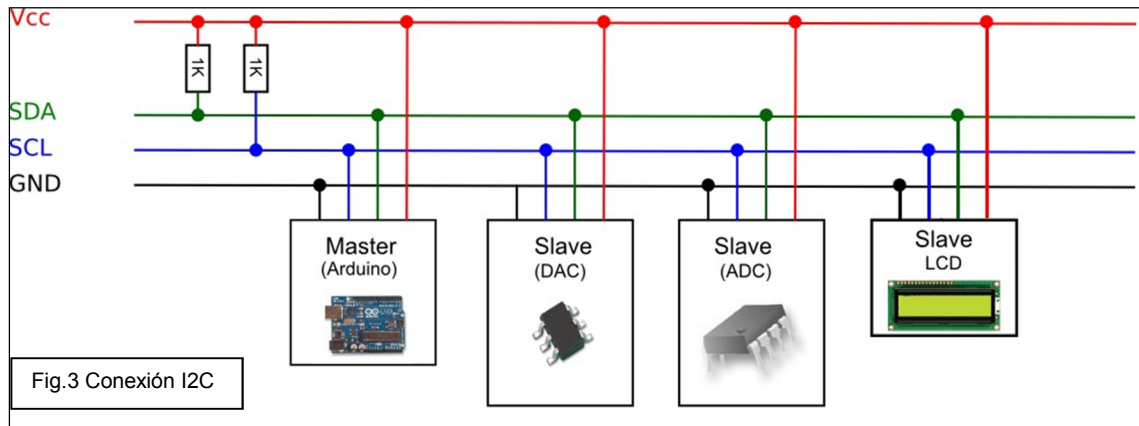 Vcc
1K
1K
SDA
SCL
GND
Master
(Arduino)
Slave
(DAC)
Slave
(ADC)
Slave
LCD
Fig.3 Conexión I2C